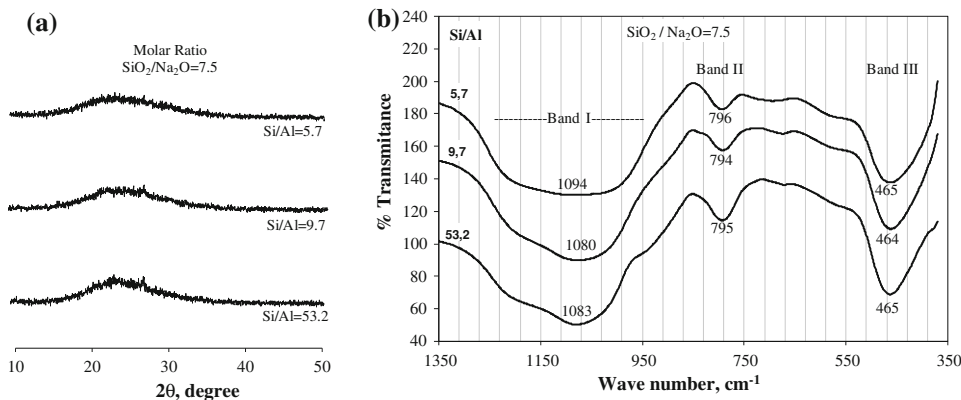 (a)
Molar Ratio
SiO2/Na2O=7.5
Si/Al=5.7
Si/Al=9.7
Si/Al=53.2
10 20 30 40 50
2θ, degree
(b)
Si/Al
SiO2 / Na2O=7.5
Band II
Band III
Band I
5,7
9,7
53,2
1094
796
465
1080
794
464
1083
795
465
% Transmitance
240
220
200
180
160
140
120
100
80
60
40
1350 1150 950 750 550 350
Wave number, cm-1